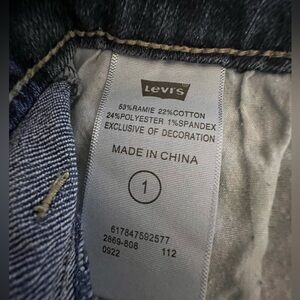 Levi's
53%RAMIE 22%COTTON
24%POLYESTER 1%SPANDEX
EXCLUSIVE OF DECORATION
MADE IN CHINA
1
617847592577
2869-808 112
0922